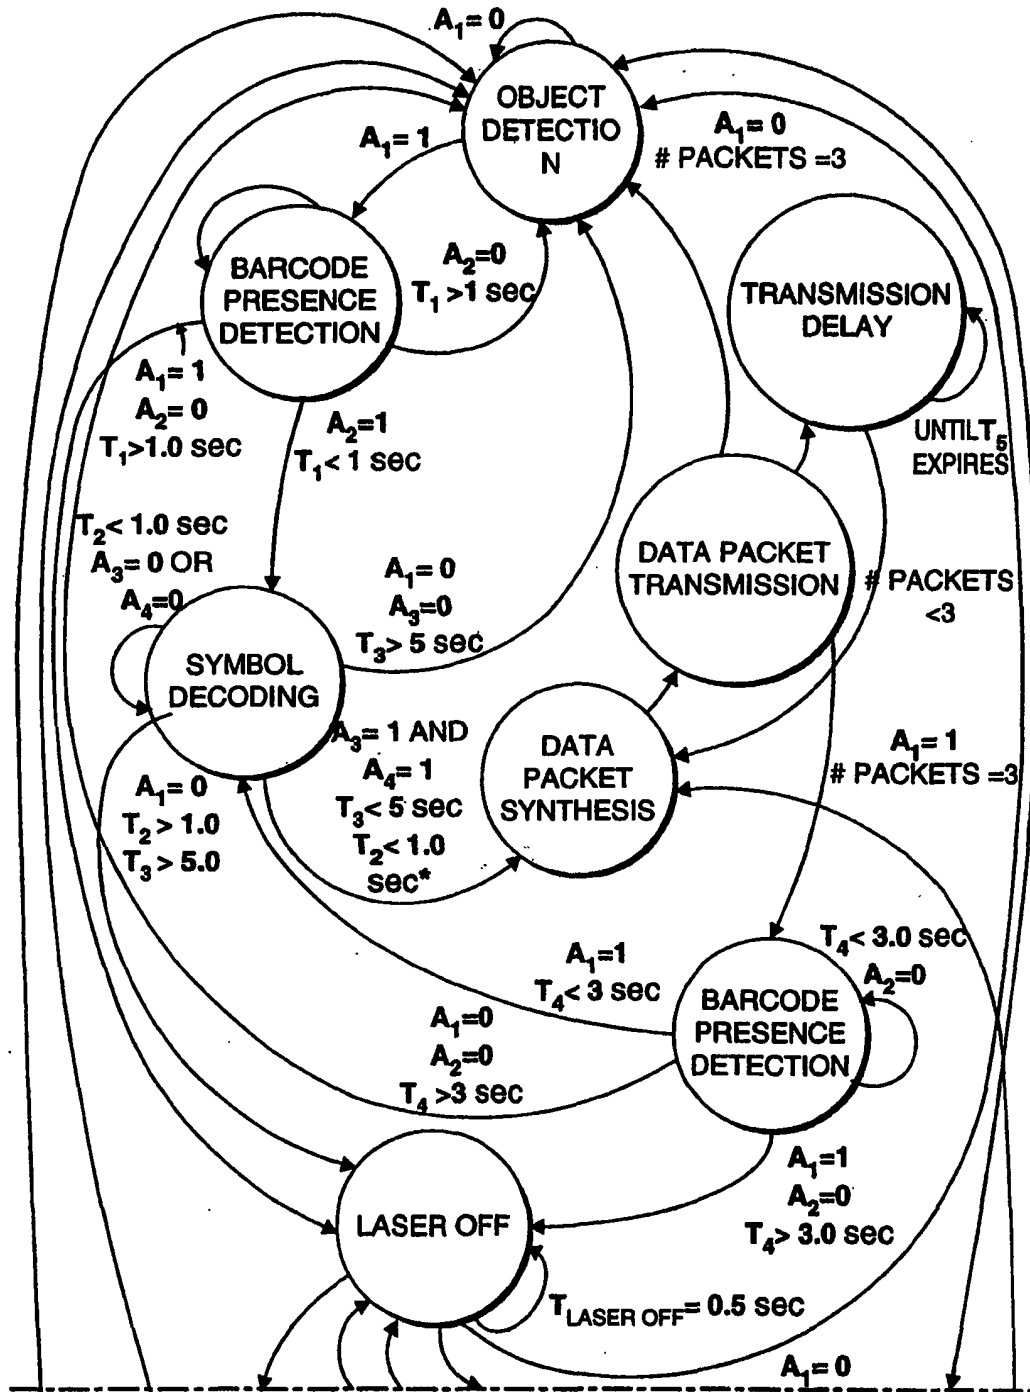 A1= 0
OBJECT
DETECTIO
N
A1= 1
A1= 0
# PACKETS =3
BARCODE
PRESENCE
DETECTION
A2=0
T1 >1 sec
TRANSMISSION
DELAY
A1= 1
A2= 0
T1>1.0 sec
A2=1
T1< 1 sec
UNTILT5
EXPIRES
T2< 1.0 sec
A3= 0 OR
A4=0
A1= 0
A3=0
T3> 5 sec
DATA PACKET
TRANSMISSION
# PACKETS
<3
SYMBOL
DECODING
A3= 1 AND
A4= 1
T3< 5 sec
T2< 1.0
sec*
DATA
PACKET
SYNTHESIS
A1= 1
# PACKETS =3
A1= 0
T2> 1.0
T3> 5.0
A1=1
T4< 3 sec
T4< 3.0 sec
A2=0
BARCODE
PRESENCE
DETECTION
A1=0
A2=0
T4 >3 sec
A1=1
A2=0
T4> 3.0 sec
LASER OFF
TLASER OFF= 0.5 sec
A1= 0